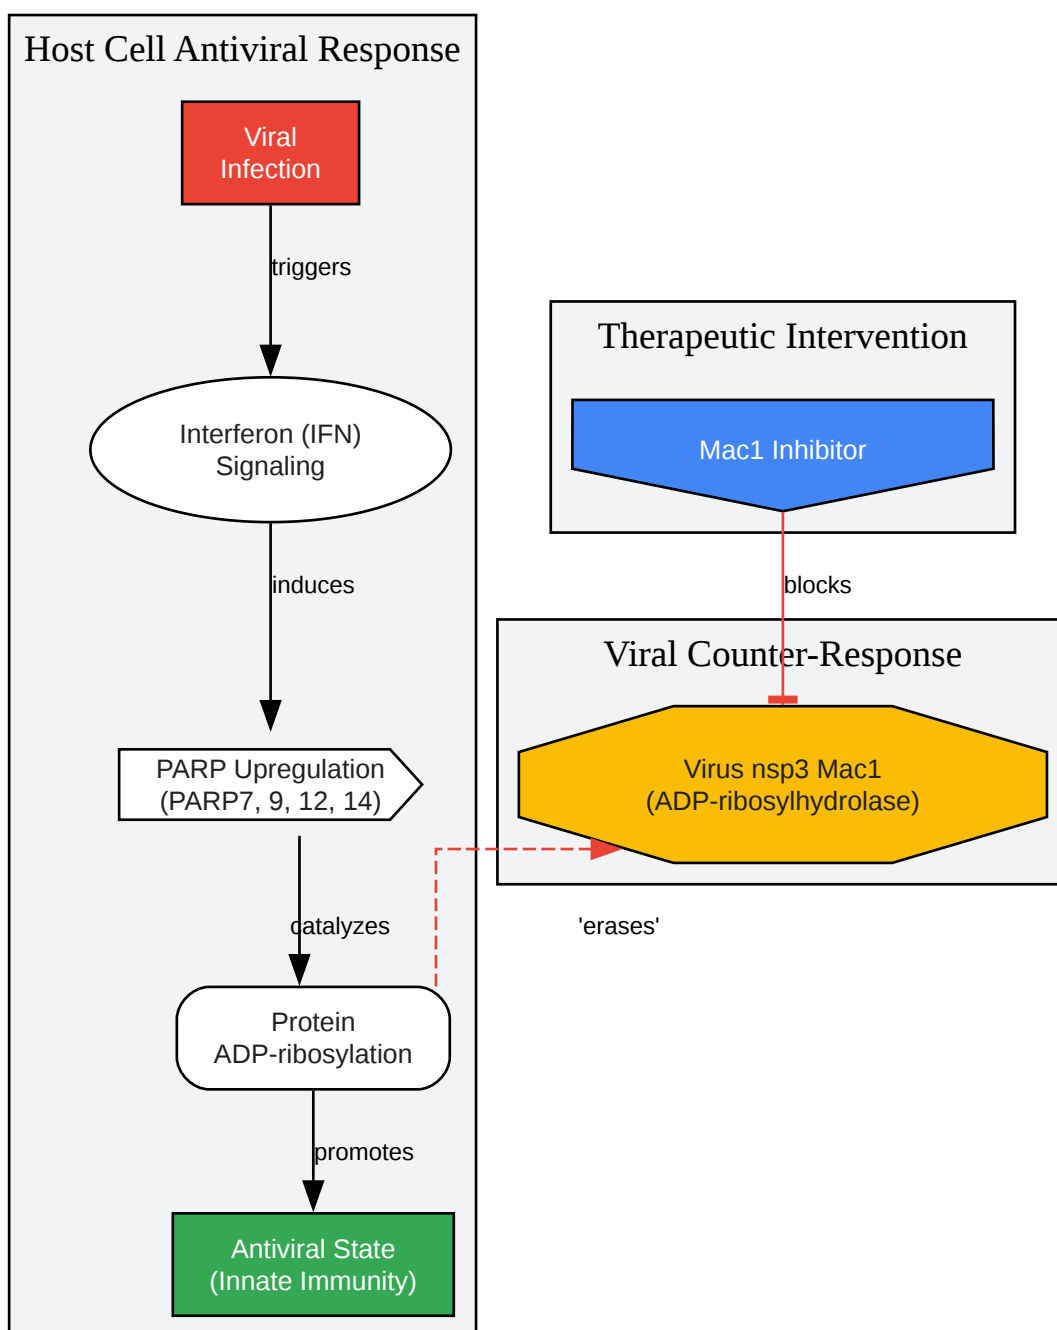 Host Cell Antiviral Response
Viral
Infection
triggers
Interferon (IFN)
Signaling
induces
PARP Upregulation
(PARP7, 9, 12, 14)
catalyzes
Protein
ADP-ribosylation
promotes
Antiviral State
(Innate Immunity)
Therapeutic Intervention
Mac1 Inhibitor
blocks
Viral Counter-Response
Virus nsp3 Mac1
(ADP-ribosylhydrolase)
'erases'